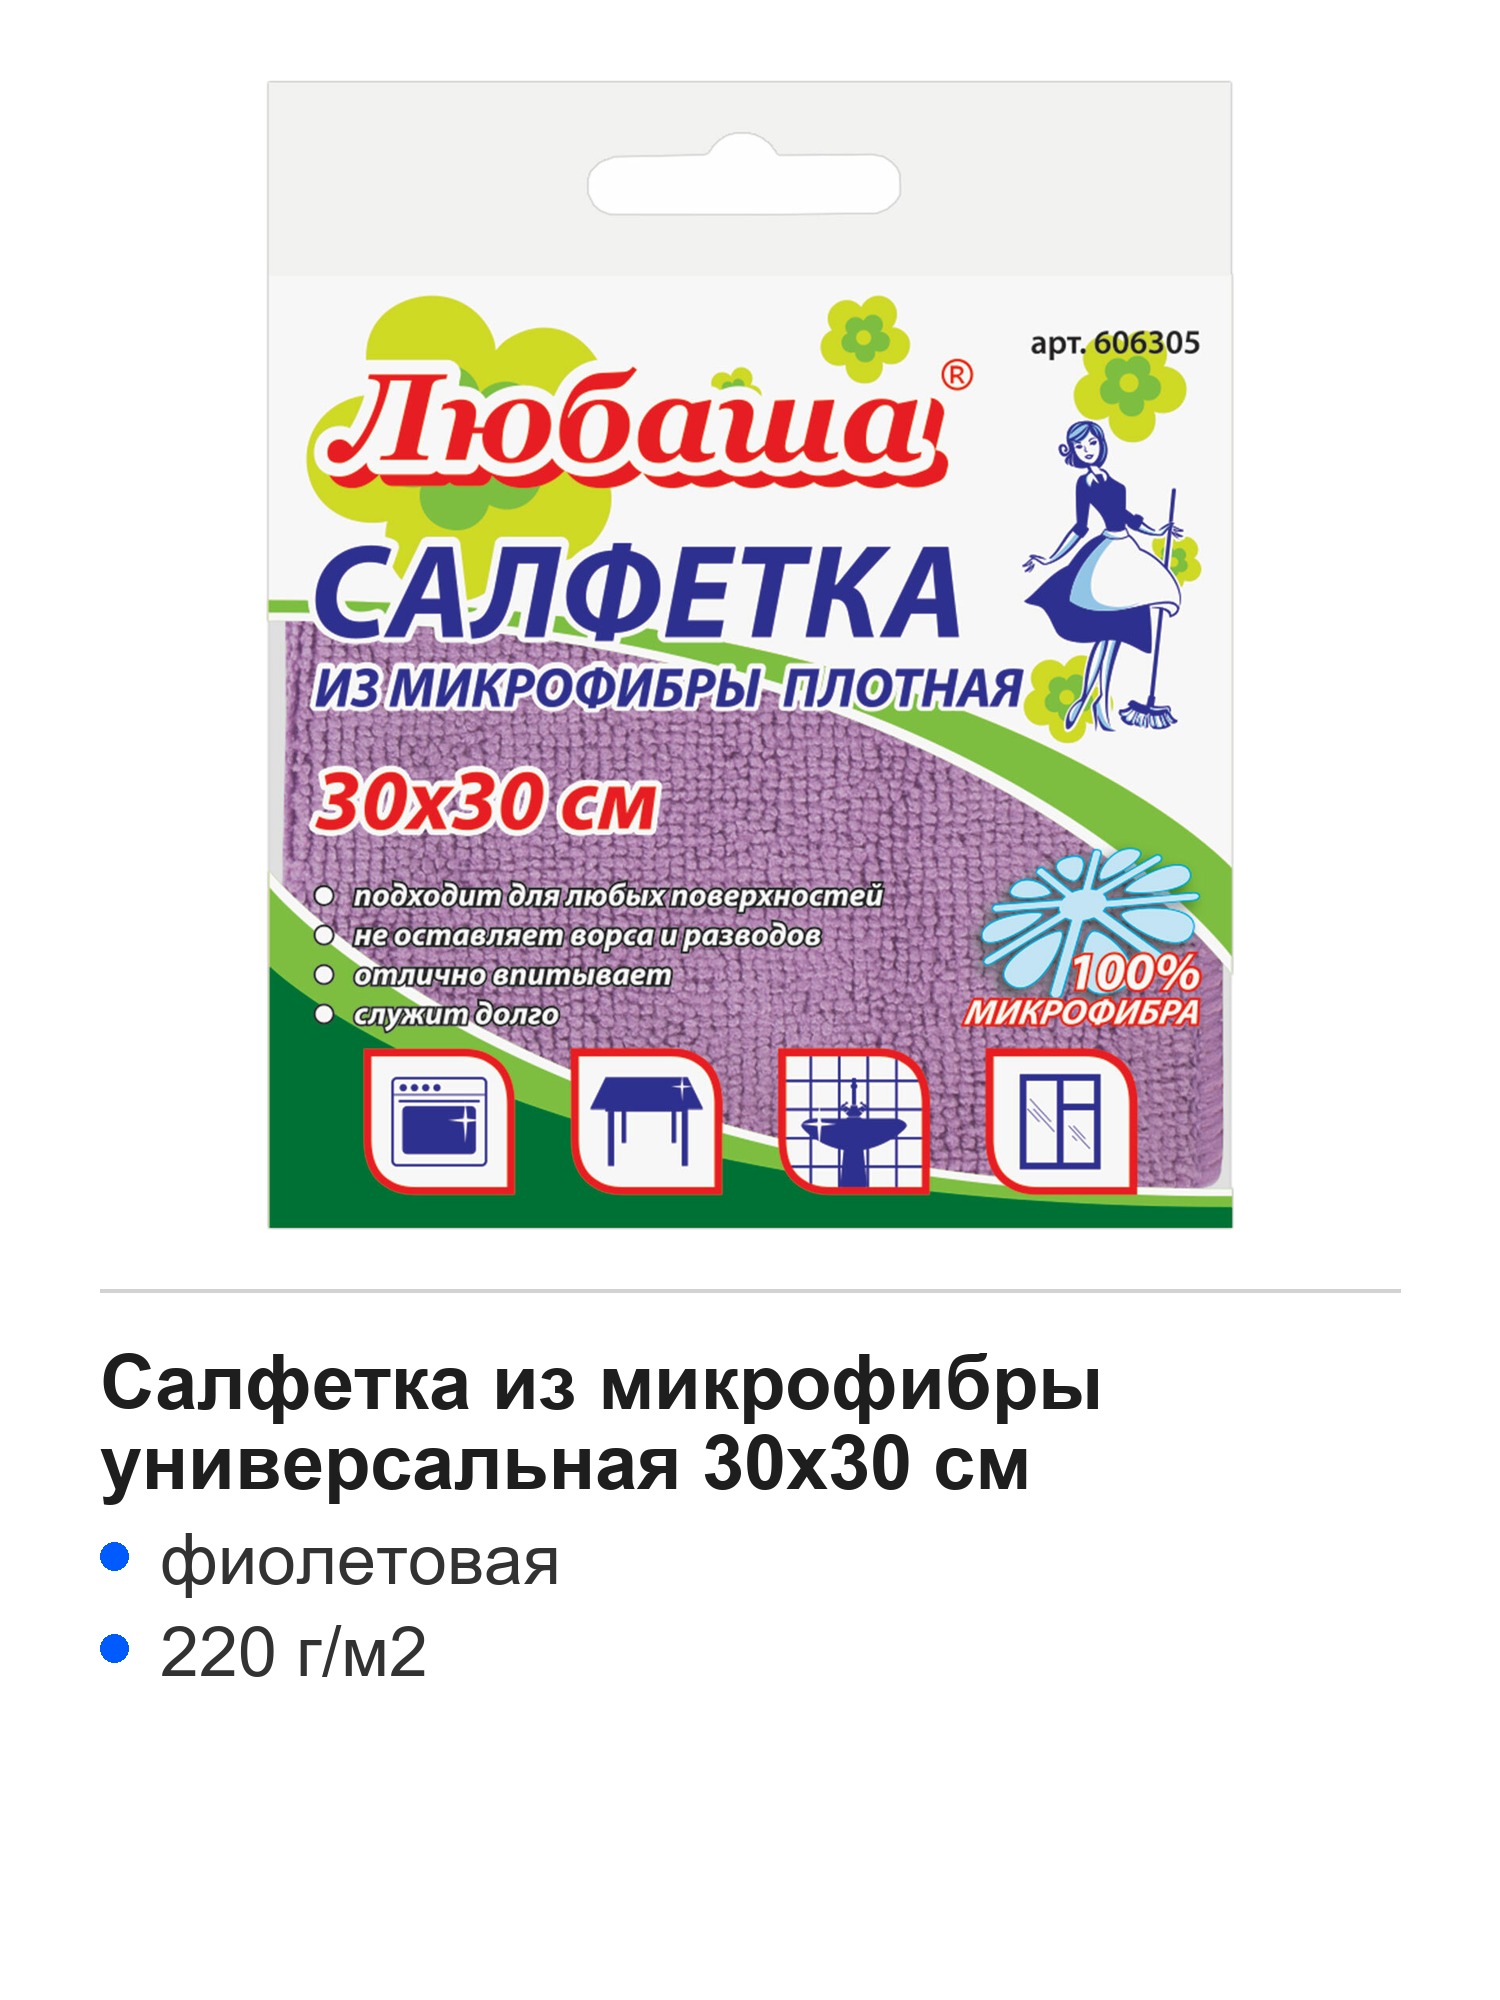 арт. 606305
Любаша®
САЛФЕТКА
ИЗ МИКРОФИБРЫ ПЛОТНАЯ
30х30 см
подходит для любых поверхностей
не оставляет ворса и разводов
отлично впитывает
служит долго
100%
МИКРОФИБРА
Салфетка из микрофибры
универсальная 30х30 см
фиолетовая
220 г/м2